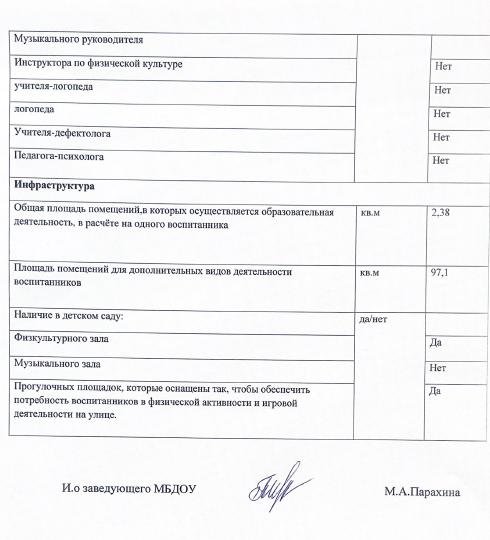 Музыкального руководителя
Инструктора по физической культуре Нет
учителя-логопеда Нет
логопеда Нет
Учителя-дефектолога Нет
Педагога-психолога Нет
Инфраструктура
Общая площадь помещений,в которых осуществляется образовательная кв.м 2,38
деятельность, в расчёте на одного воспитанника
Площадь помещений для дополнительных видов деятельности кв.м 97,1
воспитанников
Наличие в детском саду: да/нет
Физкультурного зала Да
Музыкального зала Нет
Прогулочных площадок, которые оснащены так, чтобы обеспечить Да
потребность воспитанников в физической активности и игровой
деятельности на улице.
И.о заведующего МБДОУ М.А.Парахина